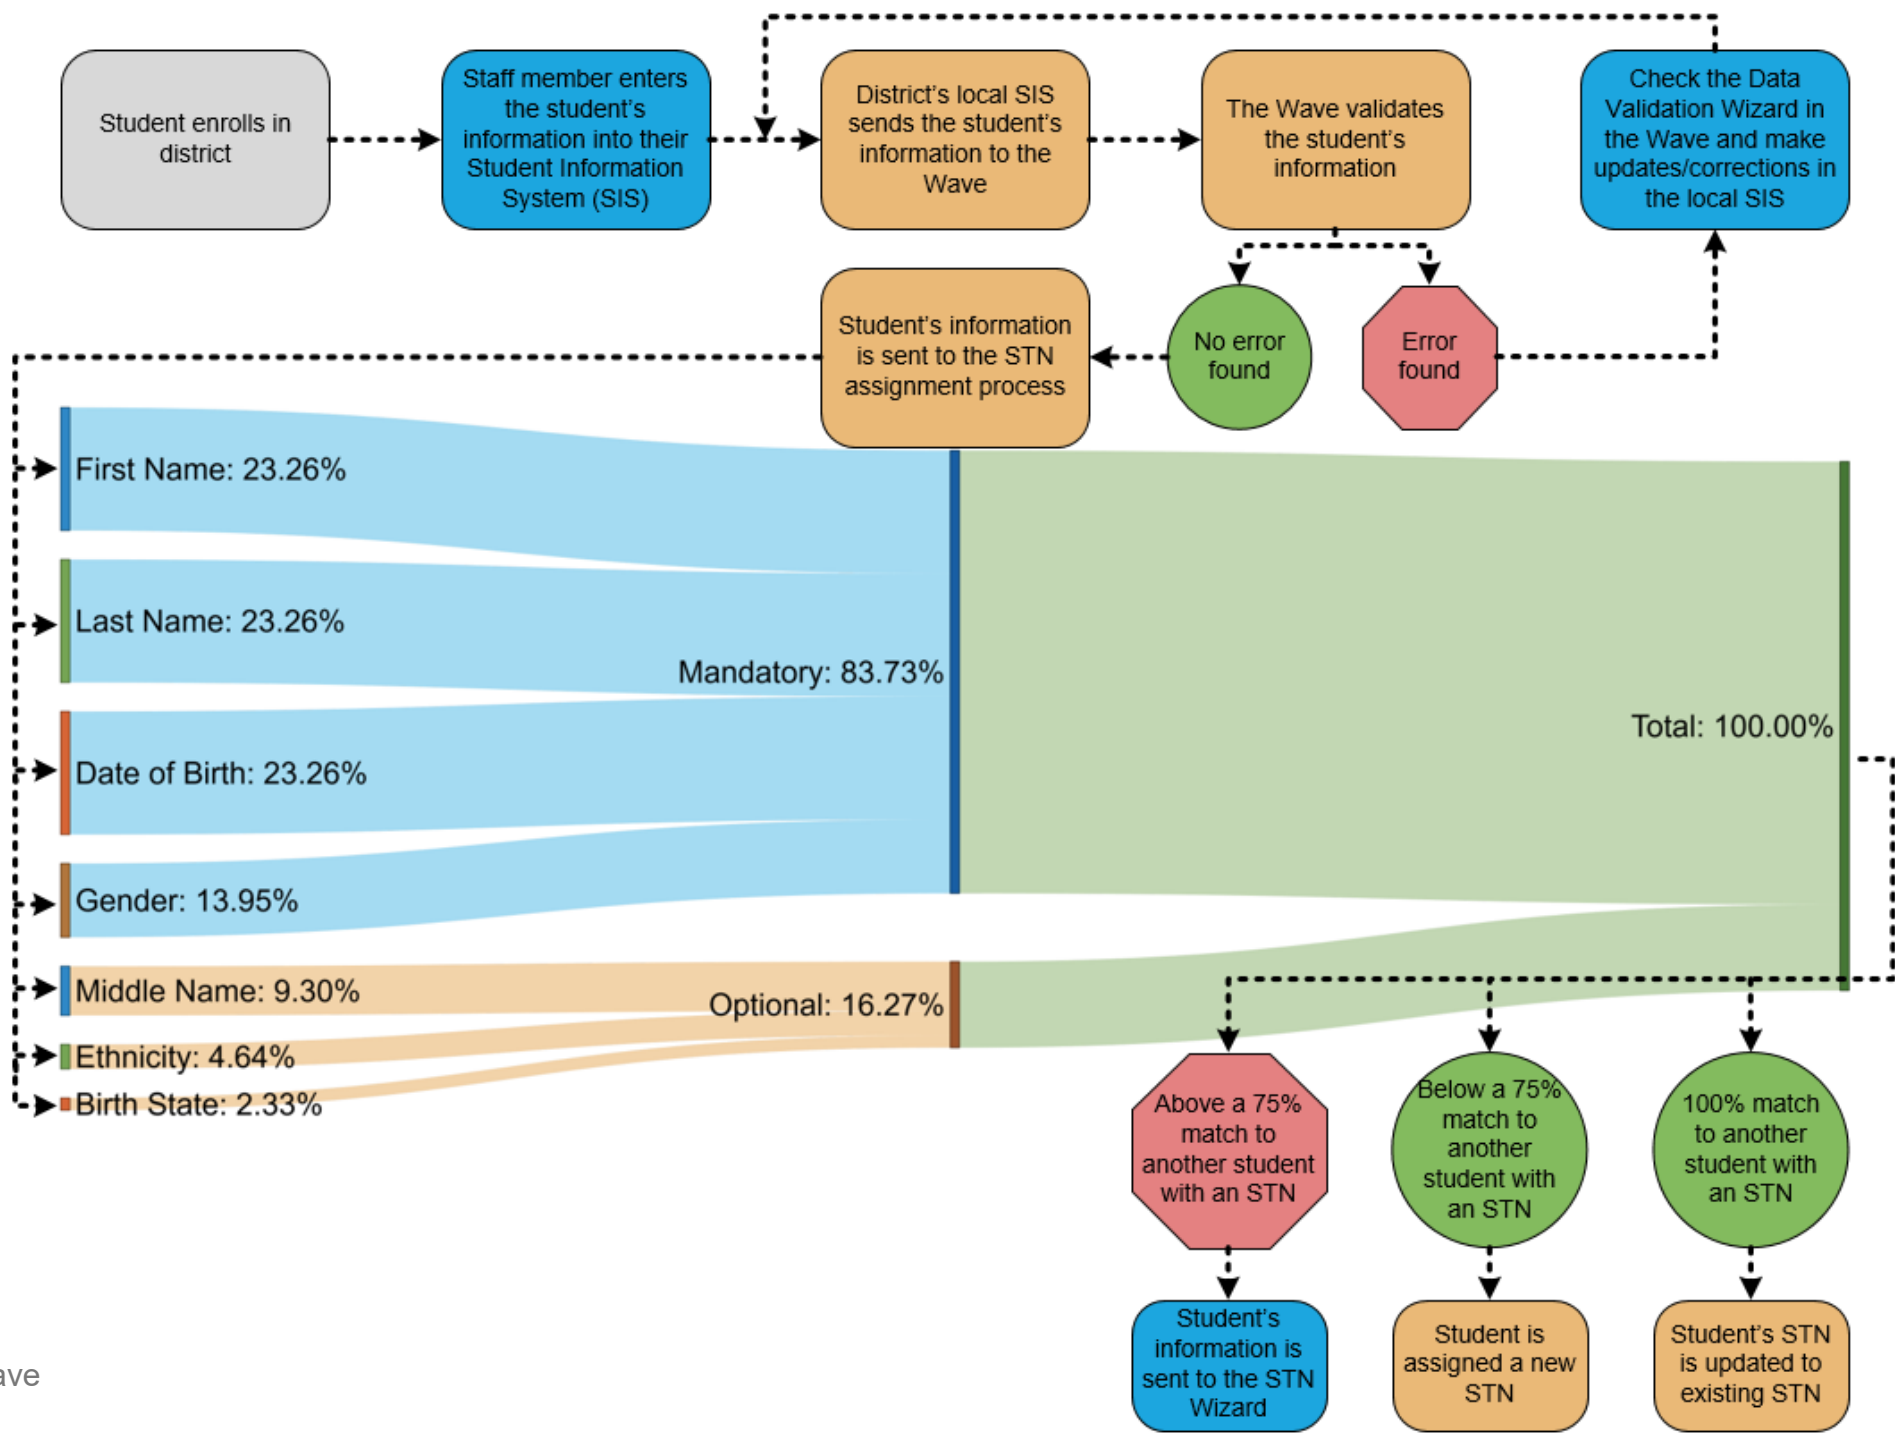 Student enrolls in
district
Staff member enters
the student's
information into their
Student Information
System (SIS)
District's local SIS
sends the student's
information to the
Wave
The Wave validates
the student's
information
Check the Data
Validation Wizard in
the Wave and make
updates/corrections in
the local SIS
Student's information
is sent to the STN
assignment process
No error
found
Error
found
First Name: 23.26%
Last Name: 23.26%
Date of Birth: 23.26%
Gender: 13.95%
Middle Name: 9.30%
Ethnicity: 4.64%
Birth State: 2.33%
Mandatory: 83.73%
Optional: 16.27%
Total: 100.00%
Above a 75%
match to
another student
with an STN
Below a 75%
match to
another
student with
an STN
100% match
to another
student with
an STN
Student's
information is
sent to the STN
Wizard
Student is
assigned a new
STN
Student's STN
is updated to
existing STN